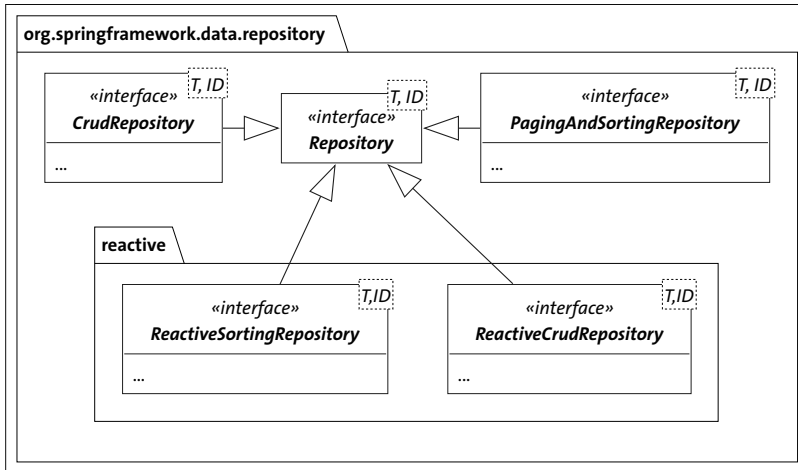 org.springframework.data.repository
T, ID
«interface»
CrudRepository
...
T, ID
«interface»
Repository
T, ID
«interface»
PagingAndSortingRepository
...
reactive
T,ID
«interface»
ReactiveSortingRepository
...
T,ID
«interface»
ReactiveCrudRepository
...